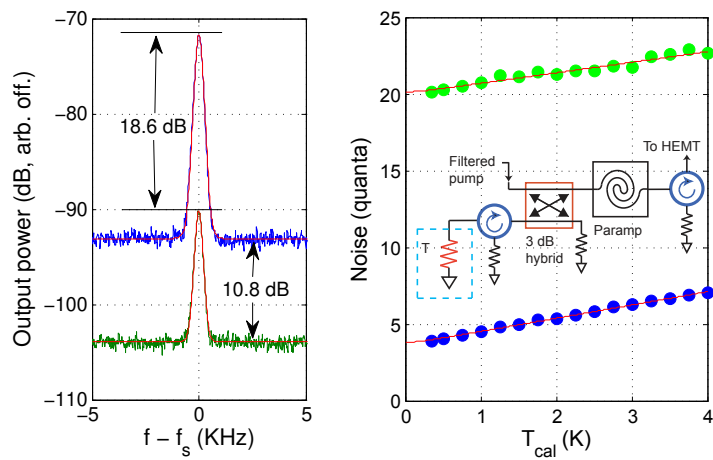 Output power (dB, arb. off.)
-70
-80
-90
-100
-110
18.6 dB
10.8 dB
-5
0
5
f − fs (KHz)
Noise (quanta)
25
20
15
10
5
0
To HEMT
Filtered
pump
Paramp
T
3 dB
hybrid
0
1
2
3
4
Tcal (K)